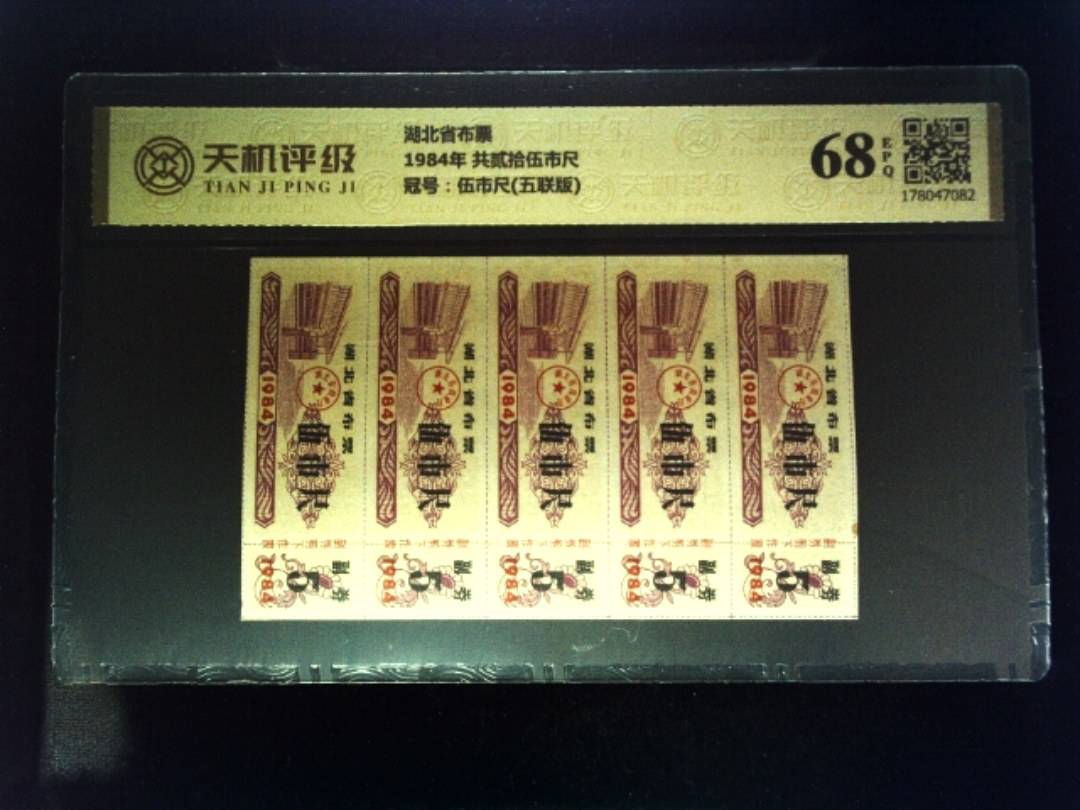 天机评级
TIAN JI PING JI
湖北省布票
1984年 共贰拾伍市尺
冠号：伍市尺(五联版)
68
EPQ
178047082
湖北省布票
1984
伍市尺
副券
5
1984
湖北省布票
1984
伍市尺
副券
5
1984
湖北省布票
1984
伍市尺
副券
5
1984
湖北省布票
1984
伍市尺
副券
5
1984
湖北省布票
1984
伍市尺
副券
5
1984